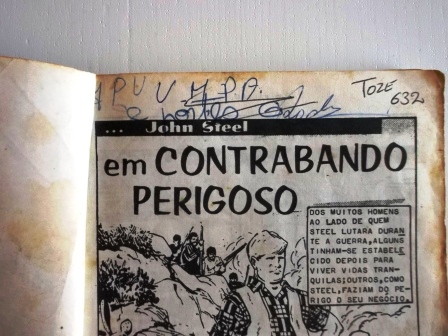 TOZE
632
... John Steel
em CONTRABANDO
PERIGOSO
DOS MUITOS HOMENS
AO LADO DE QUEM
STEEL LUTARA DURAN
TE A GUERRA,ALGUNS
TINHAM-SE ESTABELE
CIDO DEPOIS PARA
VIVER VIDAS TRAN-
QUILAS;OUTROS,COMO
STEEL,FAZIAM DO PE-
RIGO O SEU NEGÓCIO.